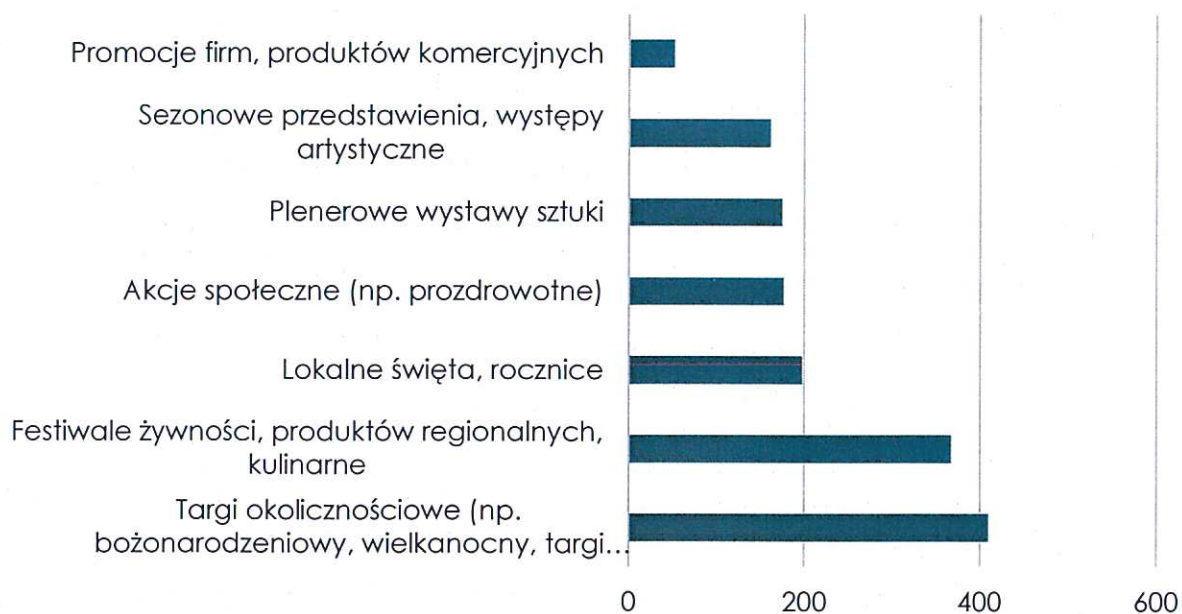 Promocje firm, produktów komercyjnych
Sezonowe przedstawienia, występy
artystyczne
Plenerowe wystawy sztuki
Akcje społeczne (np. prozdrowotne)
Lokalne święta, rocznice
Festiwale żywności, produktów regionalnych,
kulinarne
Targi okolicznościowe (np.
bożonarodzeniowy, wielkanocny, targi...
0 200 400 600